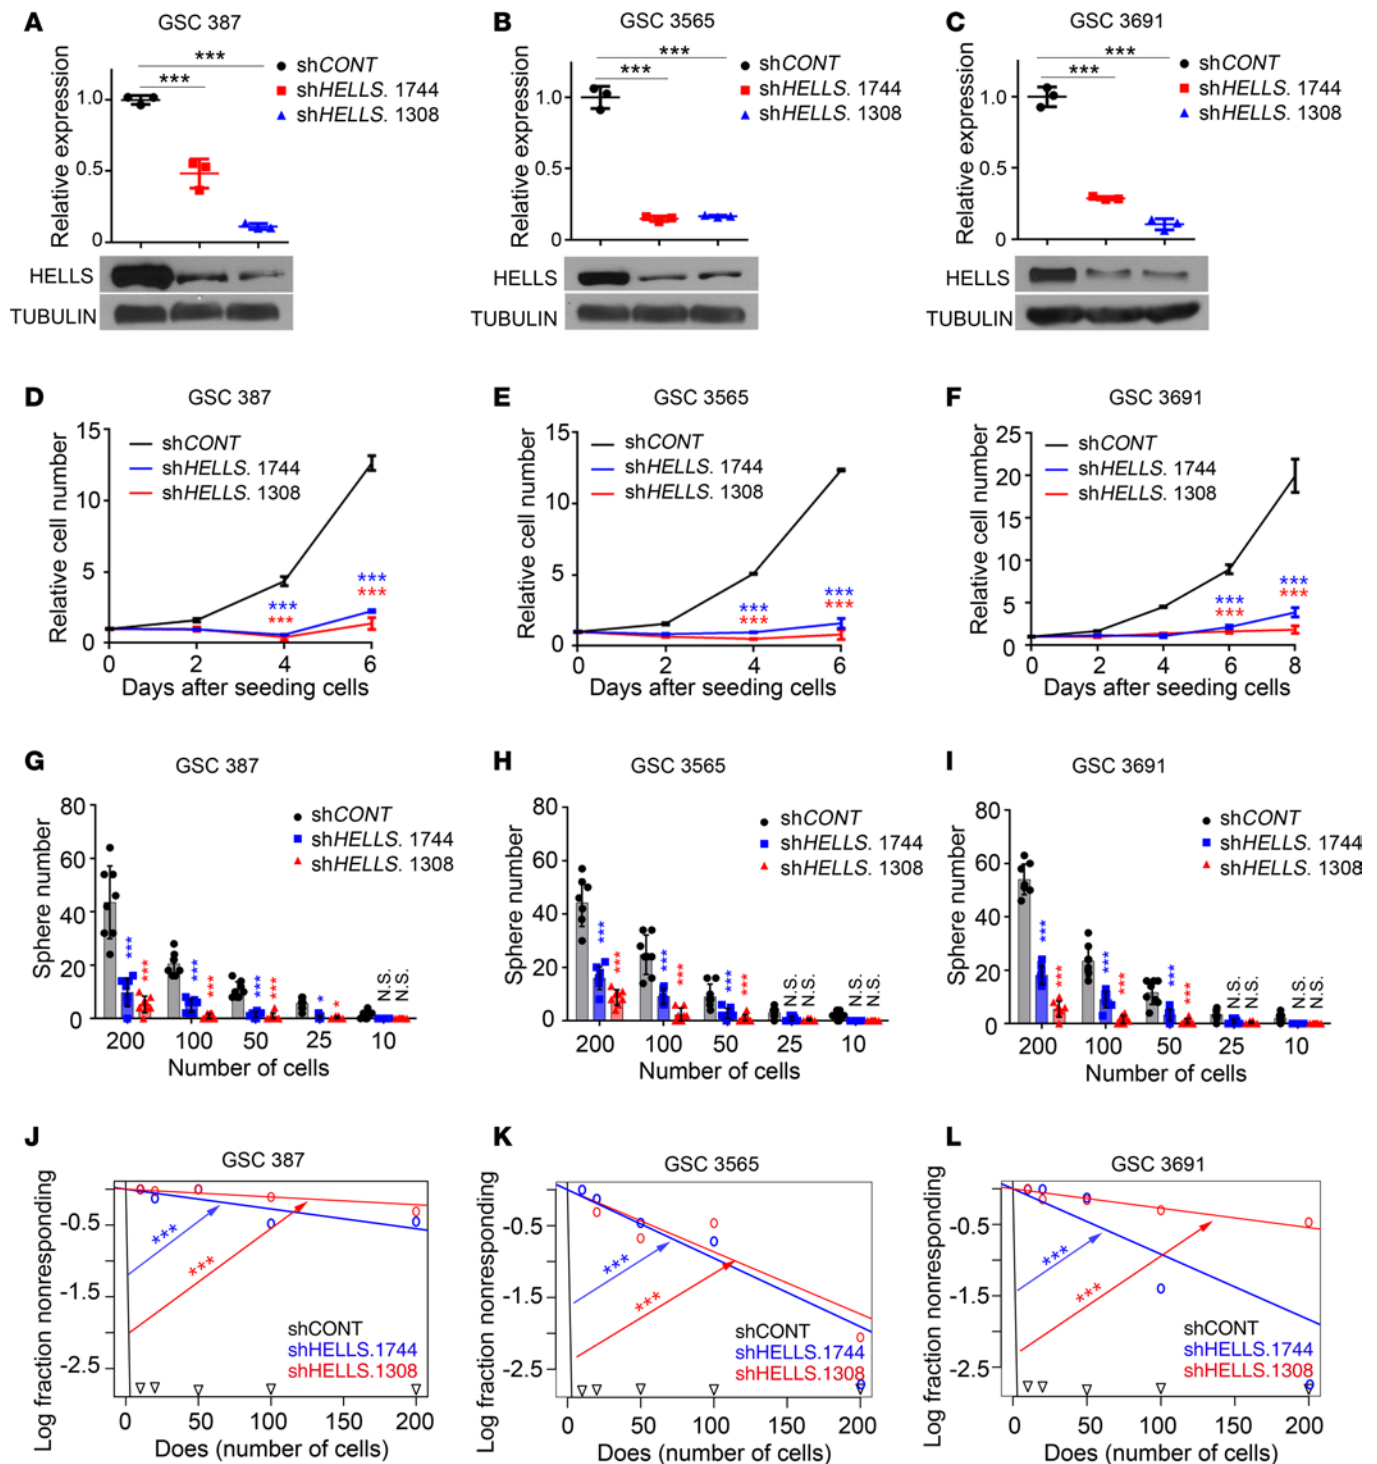 A
GSC 387
Relative expression
1.0
0.5
0
***
***
shCONT
shHELLS. 1744
shHELLS. 1308
HELLS
TUBULIN
B
GSC 3565
Relative expression
1.0
0.5
0
***
***
shCONT
shHELLS. 1744
shHELLS. 1308
HELLS
TUBULIN
C
GSC 3691
Relative expression
1.0
0.5
0
***
***
shCONT
shHELLS. 1744
shHELLS. 1308
HELLS
TUBULIN
D
GSC 387
Relative cell number
15
10
5
0
shCONT
shHELLS. 1744
shHELLS. 1308
***
***
***
***
0 2 4 6
Days after seeding cells
E
GSC 3565
Relative cell number
15
10
5
0
shCONT
shHELLS. 1744
shHELLS. 1308
***
***
***
***
0 2 4 6
Days after seeding cells
F
GSC 3691
Relative cell number
25
20
15
10
5
0
shCONT
shHELLS. 1744
shHELLS. 1308
***
***
***
***
0 2 4 6 8
Days after seeding cells
G
GSC 387
Sphere number
80
60
40
20
0
shCONT
shHELLS. 1744
shHELLS. 1308
*** *** *** *** *** *** * * N.S. N.S.
200 100 50 25 10
Number of cells
H
GSC 3565
Sphere number
80
60
40
20
0
shCONT
shHELLS. 1744
shHELLS. 1308
*** *** *** *** *** *** N.S. N.S. N.S. N.S.
200 100 50 25 10
Number of cells
I
GSC 3691
Sphere number
80
60
40
20
0
shCONT
shHELLS. 1744
shHELLS. 1308
*** *** *** *** *** *** N.S. N.S. N.S. N.S.
200 100 50 25 10
Number of cells
J
GSC 387
Log fraction nonresponding
-0.5
-1.5
-2.5
***
***
shCONT
shHELLS.1744
shHELLS.1308
0 50 100 150 200
Does (number of cells)
K
GSC 3565
Log fraction nonresponding
-0.5
-1.5
-2.5
***
***
shCONT
shHELLS.1744
shHELLS.1308
0 50 100 150 200
Does (number of cells)
L
GSC 3691
Log fraction nonresponding
-0.5
-1.5
-2.5
***
***
shCONT
shHELLS.1744
shHELLS.1308
0 50 100 150 200
Does (number of cells)